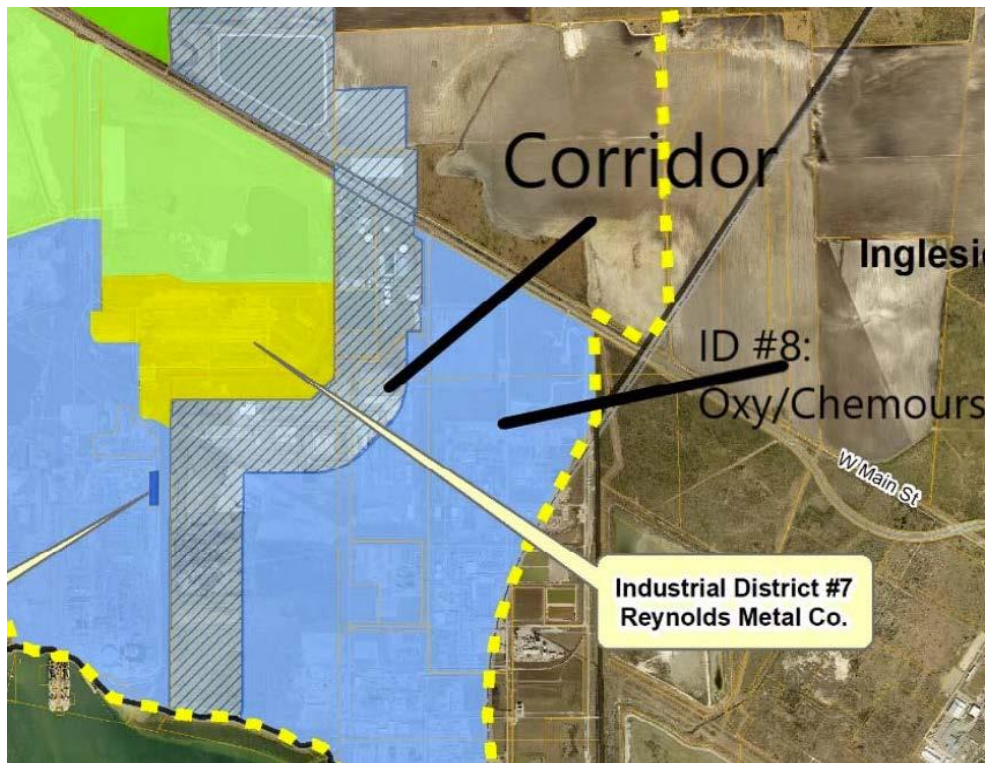 Corridor
Inglesi
ID #8:
Oxy/Chemours
W Main St
Industrial District #7
Reynolds Metal Co.